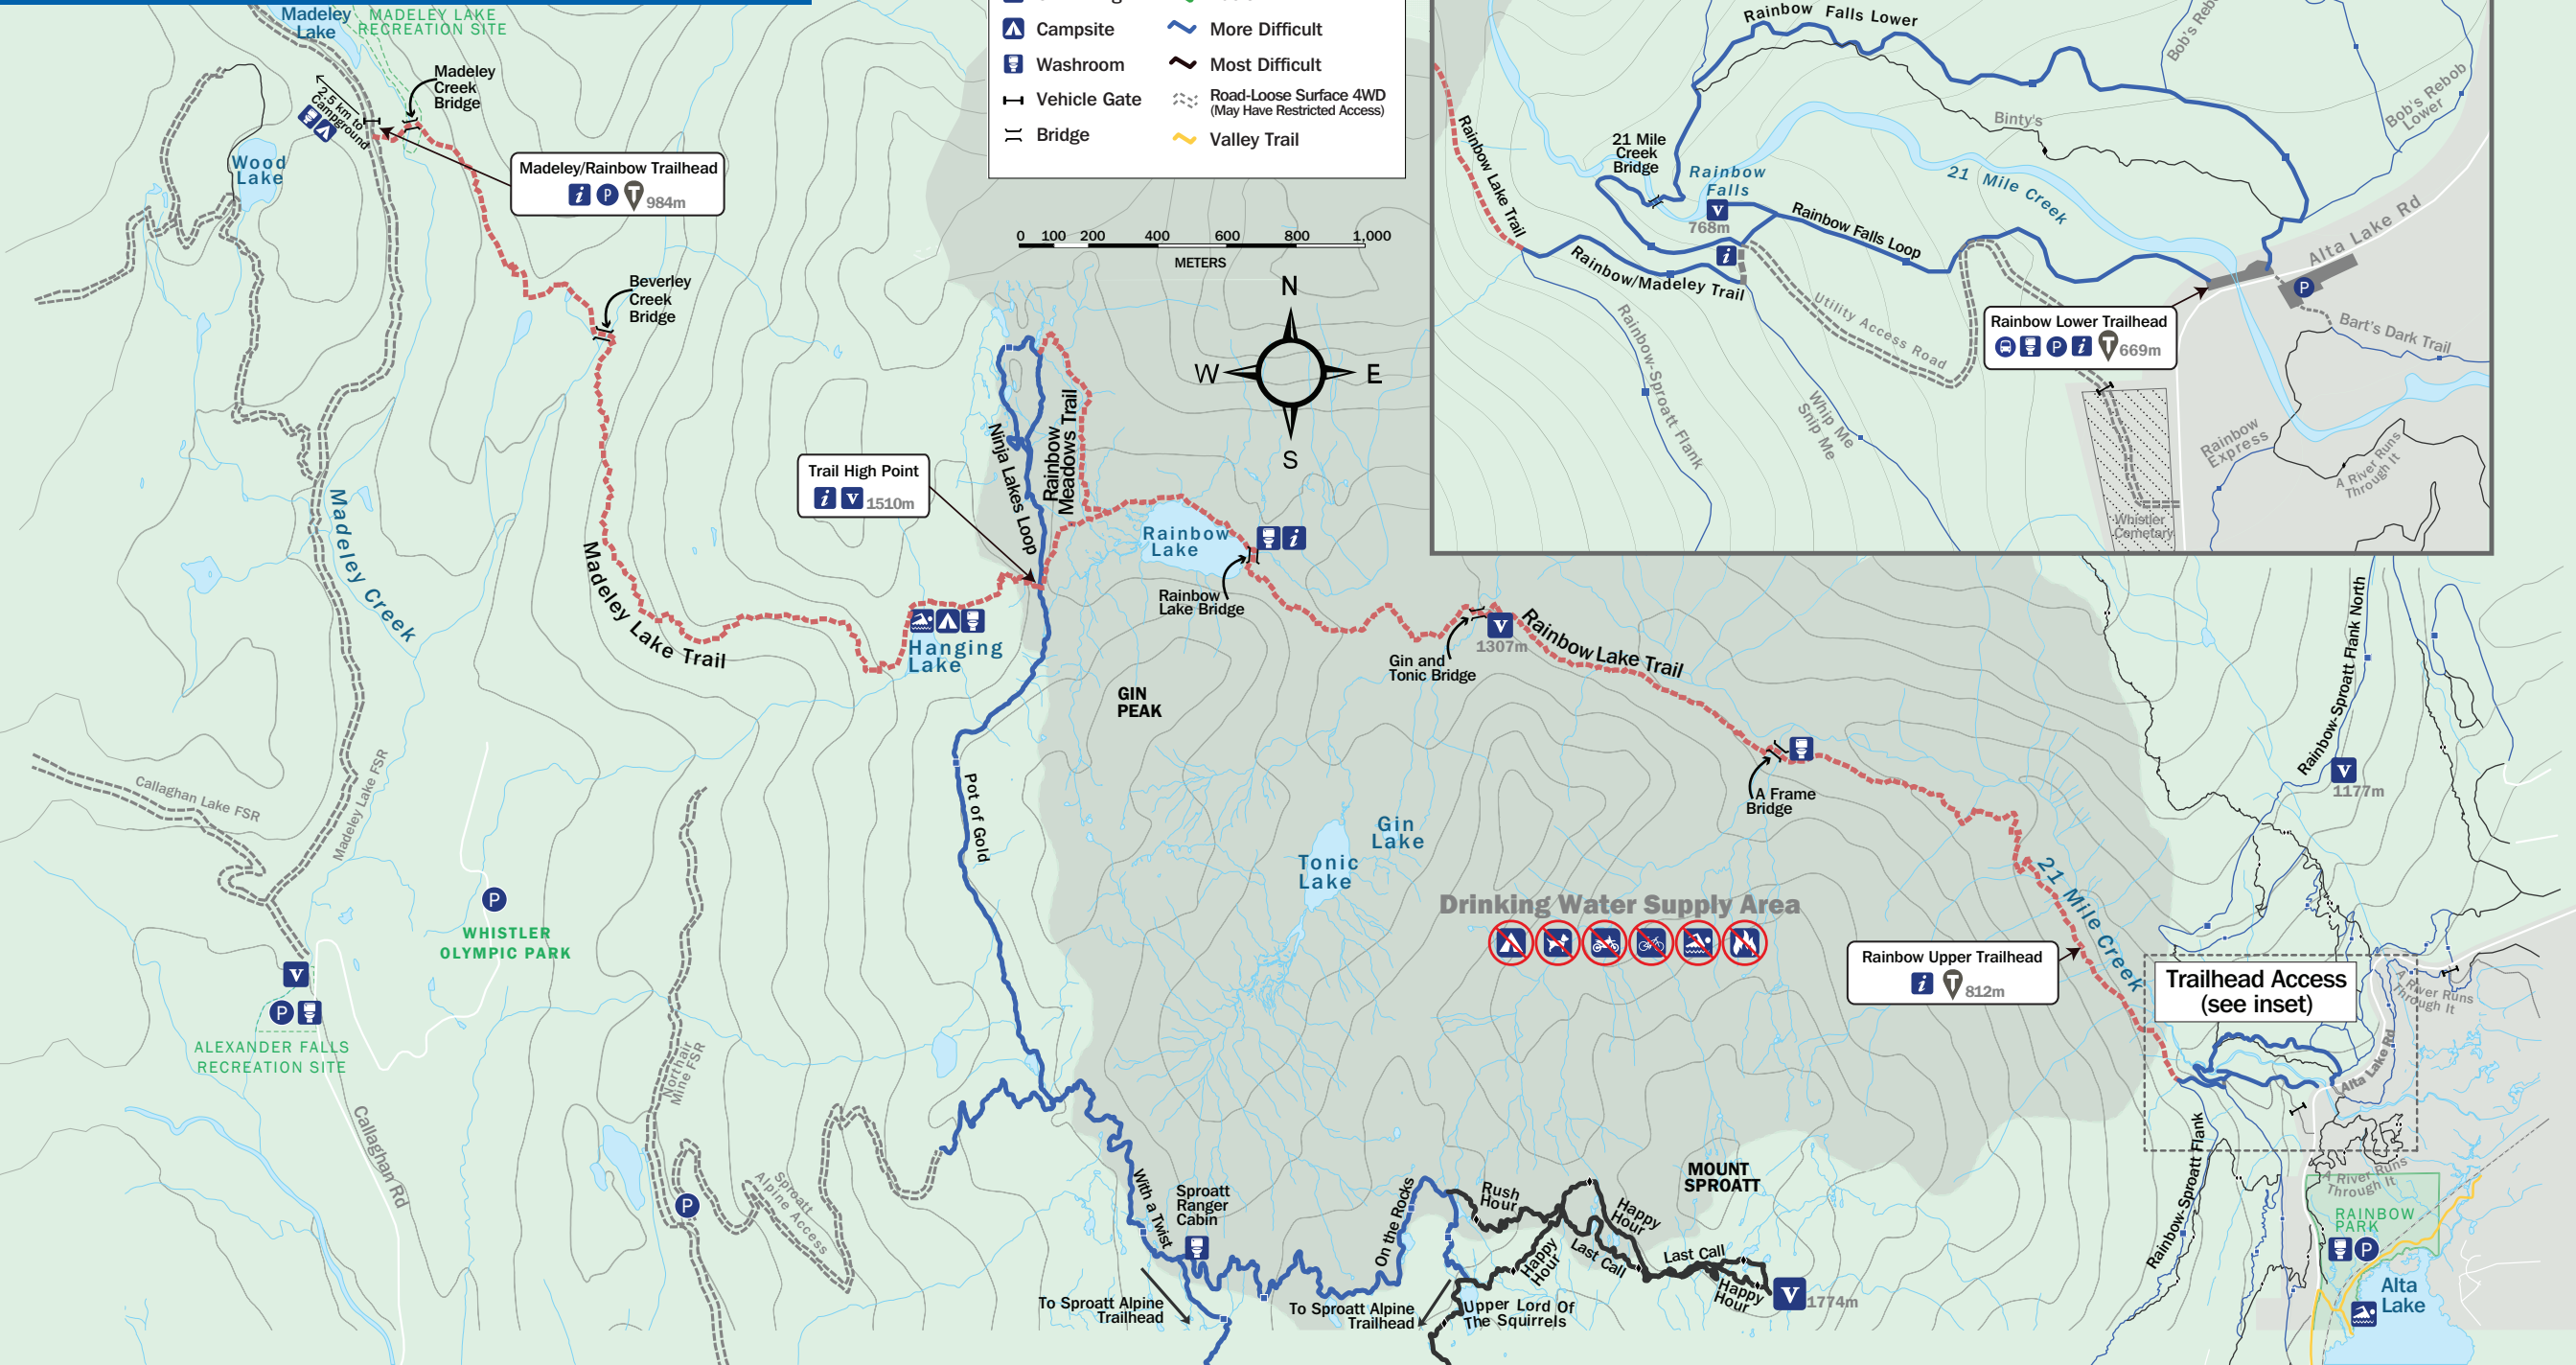 Madeley
Lake
MADELEY LAKE
RECREATION SITE
Madeley
Creek
Bridge
2.5 km to
Campground
Wood
Lake
Madeley/Rainbow Trailhead
984m
Beverley
Creek
Bridge
Campsite
Washroom
Vehicle Gate
Bridge
More Difficult
Most Difficult
Road-Loose Surface 4WD
(May Have Restricted Access)
Valley Trail
0 100 200 400 600 800 1,000
METERS
N
W E
S
Trail High Point
1510m
Ninja Lakes Loop
Rainbow
Meadows Trail
Madeley Creek
Madeley Lake Trail
Hanging
Lake
Rainbow
Lake
Rainbow
Lake Bridge
GIN
PEAK
Gin and
Tonic Bridge
1307m
Rainbow Lake Trail
A Frame
Bridge
Pot of Gold
Gin
Lake
Tonic
Lake
Drinking Water Supply Area
21 Mile Creek
Rainbow Upper Trailhead
812m
Trailhead Access
(see inset)
Callaghan Lake FSR
Madeley Lake FSR
P
WHISTLER
OLYMPIC PARK
V
P
ALEXANDER FALLS
RECREATION SITE
Callaghan Rd
Northair
Mine FSR
P
Sproatt
Alpine Access
With a Twist
Sproatt
Ranger
Cabin
To Sproatt Alpine
Trailhead
To Sproatt Alpine
Trailhead
On the Rocks
Rush
Hour
Happy
Hour
Happy
Hour
Last Call
Last Call
Happy
Hour
Upper Lord Of
The Squirrels
MOUNT
SPROATT
V
1774m
Rainbow-Sproatt Flank North
V
1177m
A River Runs
Through It
Alta Lake Rd
Rainbow-Sproatt Flank
A River Runs
Through It
RAINBOW
PARK
P
Alta
Lake
Rainbow Falls Lower
Bob's Rebob
Lower
Binty's
Rainbow Lake Trail
21 Mile
Creek
Bridge
Rainbow
Falls
V
768m
21 Mile Creek
Rainbow Falls Loop
Rainbow/Madeley Trail
Utility Access Road
Alta Lake Rd
P
Rainbow Lower Trailhead
669m
Bart's Dark Trail
Rainbow-Sproatt Flank
Whip Me
Snip Me
Rainbow
Express
A River Runs
Through It
Whistler
Cemetary